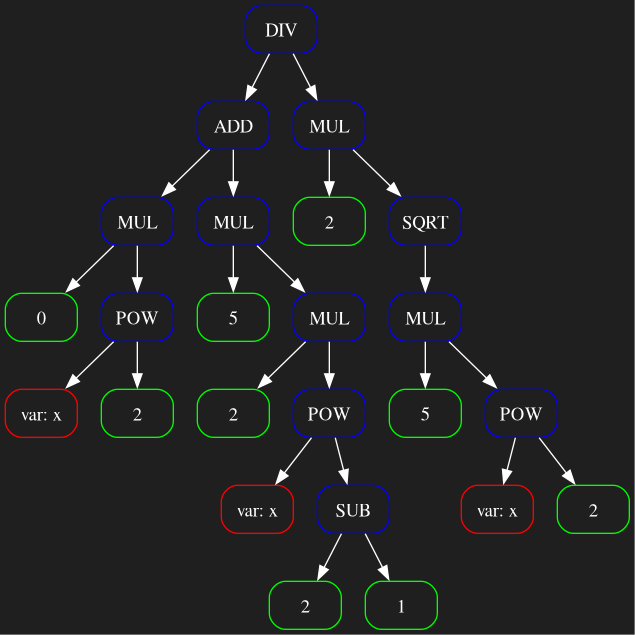 DIV
ADD MUL
MUL MUL 2 SQRT
0 POW 5 MUL MUL
var: x 2 2 POW 5 POW
var: x SUB var: x 2
2 1